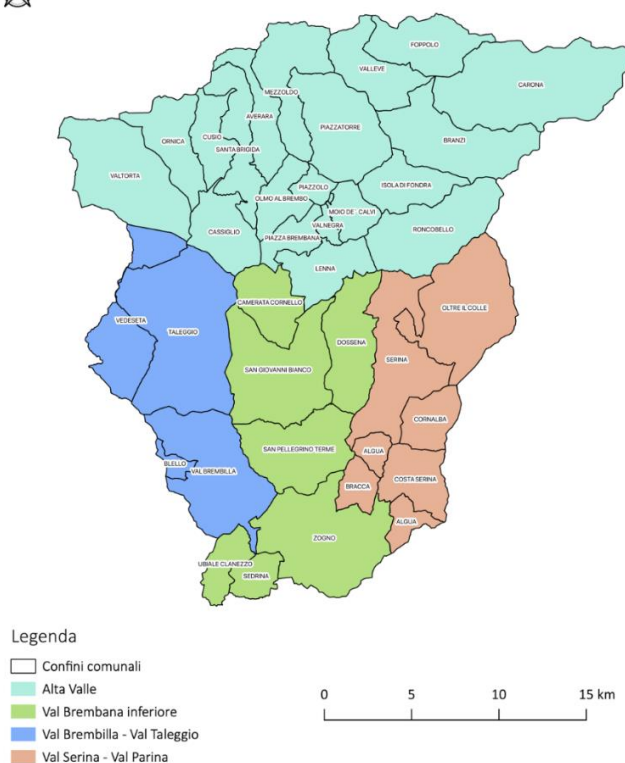 FOPPOLO
VALLEVE
CARONA
MEZZOLDO
AVERARA
PIAZZATORRE
ORNICA
CUSIO
BRANZI
SANTA BRIGIDA
VALTORTA
ISOLA DI FONDRA
PIAZZOLO
OLMO AL BREMBO
MOIO DE' CALVI
VALNEGRA
CASSIGLIO
PIAZZA BREMBANA
RONCOBELLO
LENNA
CAMERATA CORNELLO
OLTRE IL COLLE
VEDESETA
TALEGGIO
DOSSENA
SERINA
SAN GIOVANNI BIANCO
CORNALBA
SAN PELLEGRINO TERME
ALGUA
BLELLO
VAL BREMBILLA
COSTA SERINA
BRACCA
ALGUA
ZOGNO
UBIALE CLANEZZO
SEDRINA
Legenda
Confini comunali
Alta Valle
Val Brembana inferiore
Val Brembilla - Val Taleggio
Val Serina - Val Parina
0 5 10 15 km